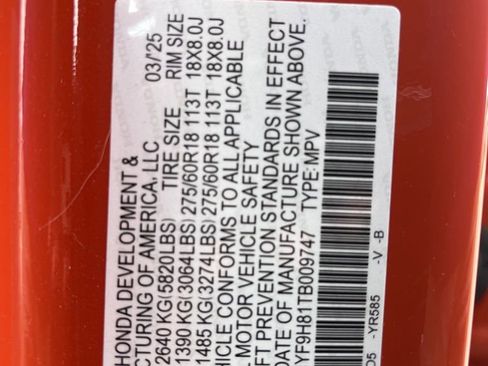 HONDA DEVELOPMENT &
CTURING OF AMERICA, LLC 03/25
2640 KG(5820LBS) TIRE SIZE RIM SIZE
1390 KG(3064LBS) 275/60R18 113T 18X8.0J
1485 KG(3274LBS) 275/60R18 113T 18X8.0J
HICLE CONFORMS TO ALL APPLICABLE
L MOTOR VEHICLE SAFETY
FT PREVENTION STANDARDS IN EFFECT
DATE OF MANUFACTURE SHOWN ABOVE.
YF9H81TB009747 TYPE:MPV
-YR585 -V -B